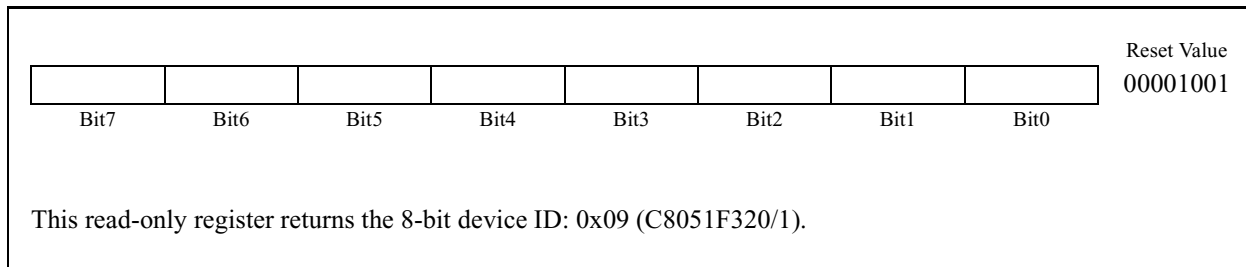 Reset Value
00001001
Bit7 Bit6 Bit5 Bit4 Bit3 Bit2 Bit1 Bit0
This read-only register returns the 8-bit device ID: 0x09 (C8051F320/1).